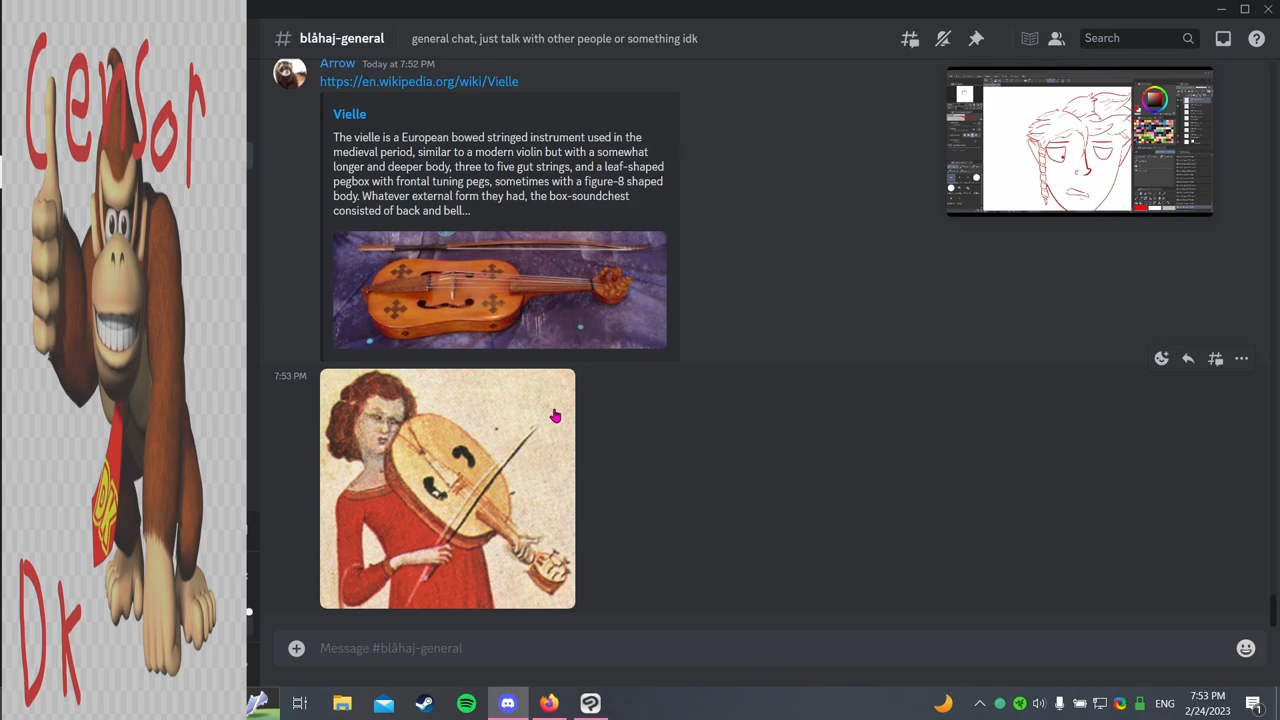 Censor
Dk
# blåhaj-general
general chat, just talk with other people or something idk
Search
Arrow Today at 7:52 PM
https://en.wikipedia.org/wiki/Vielle
Vielle
The vielle is a European bowed stringed instrument used in the
medieval period, similar to a modern violin but with a somewhat
longer and deeper body, three to five gut strings, and a leaf-shaped
pegbox with frontal tuning pegs, sometimes with a figure-8 shaped
body. Whatever external form they had, the box-soundchest
consisted of back and bell...
7:53 PM
DK
Message #blåhaj-general
ENG
7:53 PM
2/24/2023